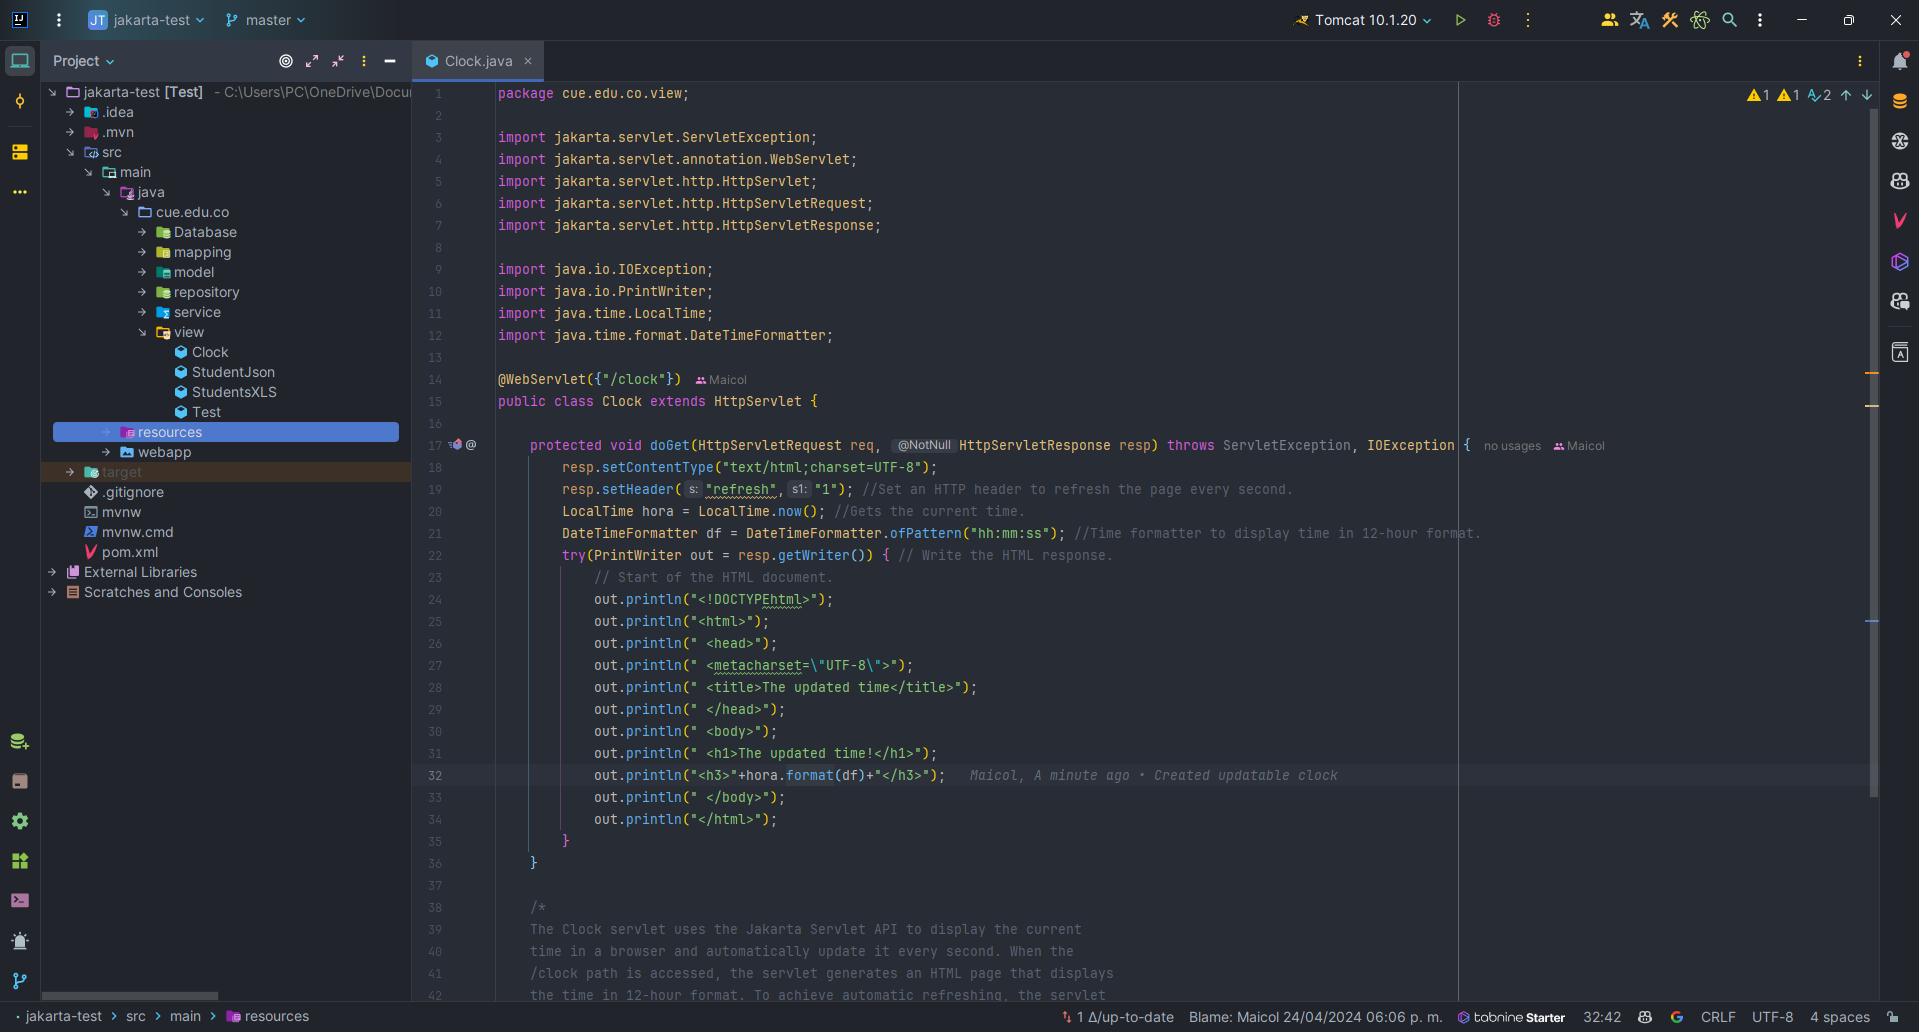 JT jakarta-test master Tomcat 10.1.20
Project
Clock.java
jakarta-test [Test] - C:\Users\PC\OneDrive\Docu
.idea
.mvn
src
main
java
cue.edu.co
Database
mapping
model
repository
service
view
Clock
StudentJson
StudentsXLS
Test
resources
webapp
target
.gitignore
mvnw
mvnw.cmd
pom.xml
External Libraries
Scratches and Consoles
1 1 2
1 package cue.edu.co.view;
2
3 import jakarta.servlet.ServletException;
4 import jakarta.servlet.annotation.WebServlet;
5 import jakarta.servlet.http.HttpServlet;
6 import jakarta.servlet.http.HttpServletRequest;
7 import jakarta.servlet.http.HttpServletResponse;
8
9 import java.io.IOException;
10 import java.io.PrintWriter;
11 import java.time.LocalTime;
12 import java.time.format.DateTimeFormatter;
13
14 @WebServlet({"/clock"}) Maicol
15 public class Clock extends HttpServlet {
16
17 @ protected void doGet(HttpServletRequest req, @NotNull HttpServletResponse resp) throws ServletException, IOException { no usages Maicol
18 resp.setContentType("text/html;charset=UTF-8");
19 resp.setHeader( s: "refresh", s1: "1"); //Set an HTTP header to refresh the page every second.
20 LocalTime hora = LocalTime.now(); //Gets the current time.
21 DateTimeFormatter df = DateTimeFormatter.ofPattern("hh:mm:ss"); //Time formatter to display time in 12-hour format.
22 try(PrintWriter out = resp.getWriter()) { // Write the HTML response.
23 // Start of the HTML document.
24 out.println("<!DOCTYPEhtml>");
25 out.println("<html>");
26 out.println(" <head>");
27 out.println(" <metacharset=\"UTF-8\">");
28 out.println(" <title>The updated time</title>");
29 out.println(" </head>");
30 out.println(" <body>");
31 out.println(" <h1>The updated time!</h1>");
32 out.println("<h3>"+hora.format(df)+"</h3>"); Maicol, A minute ago • Created updatable clock
33 out.println(" </body>");
34 out.println("</html>");
35 }
36 }
37
38 /*
39 The Clock servlet uses the Jakarta Servlet API to display the current
40 time in a browser and automatically update it every second. When the
41 /clock path is accessed, the servlet generates an HTML page that displays
42 the time in 12-hour format. To achieve automatic refreshing, the servlet
jakarta-test > src > main > resources
1 Δ/up-to-date Blame: Maicol 24/04/2024 06:06 p. m. tabnine Starter 32:42 CRLF UTF-8 4 spaces